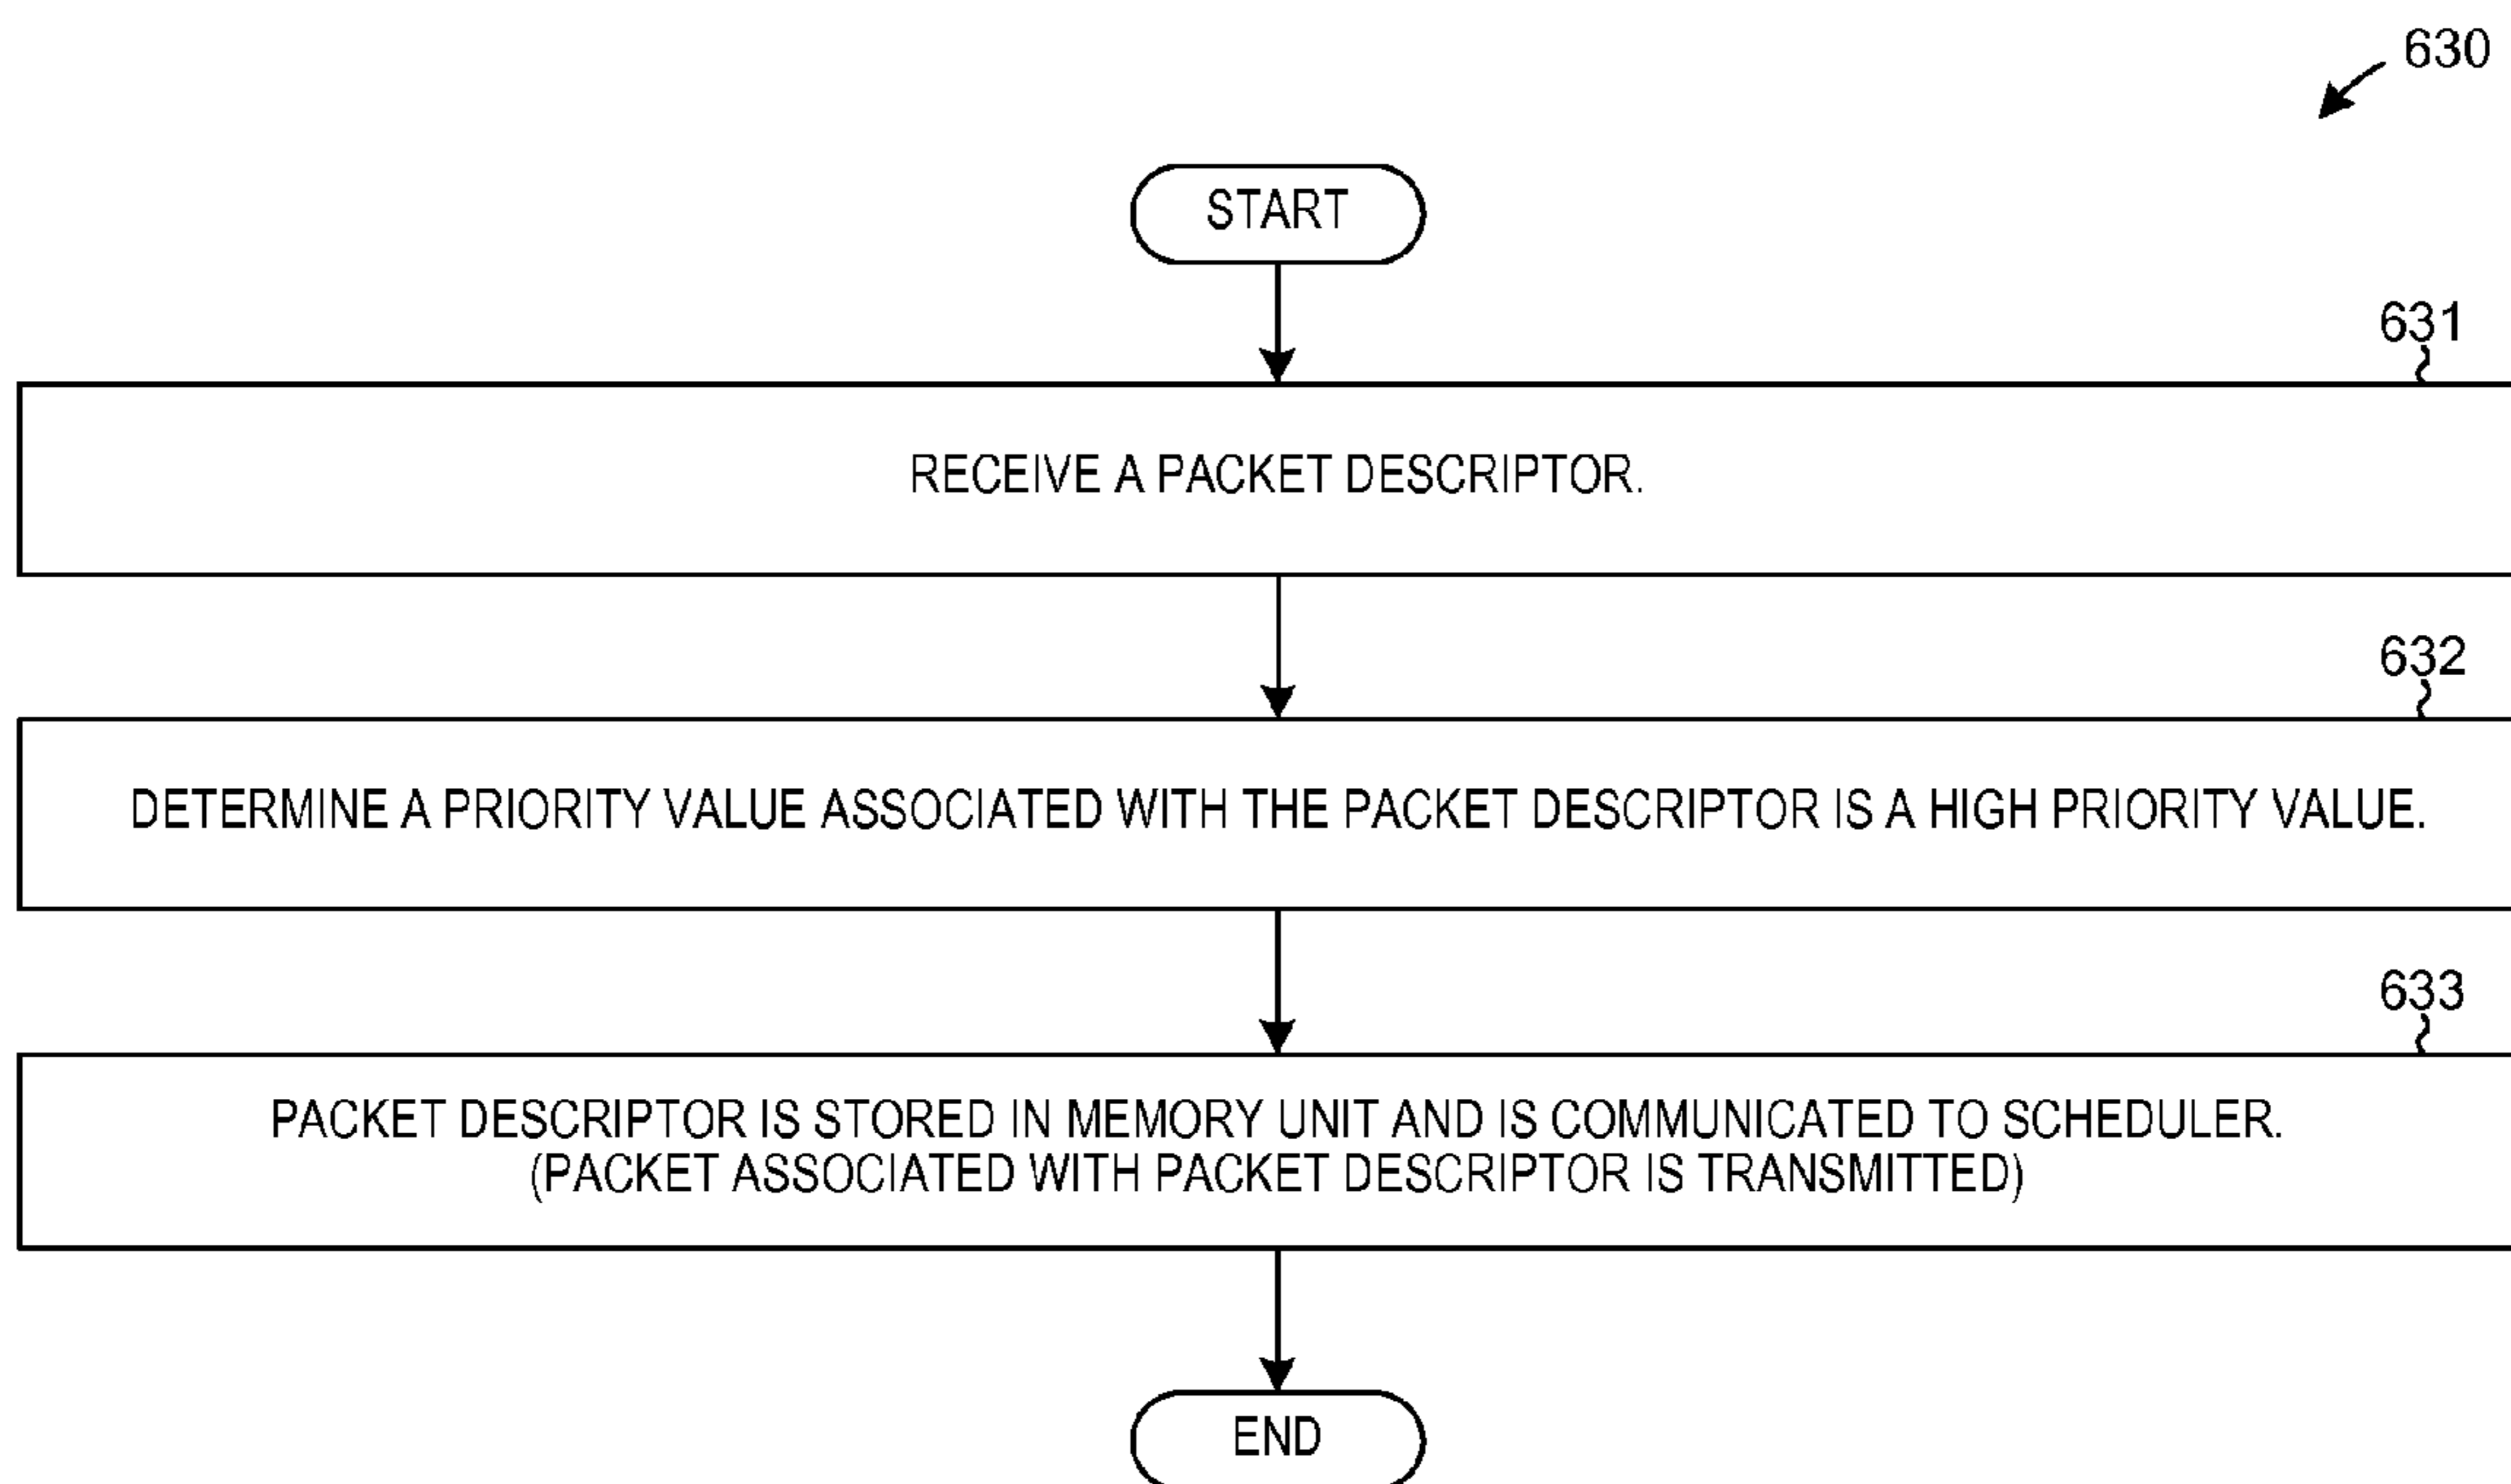 630
START
631
RECEIVE A PACKET DESCRIPTOR.
632
DETERMINE A PRIORITY VALUE ASSOCIATED WITH THE PACKET DESCRIPTOR IS A HIGH PRIORITY VALUE.
633
PACKET DESCRIPTOR IS STORED IN MEMORY UNIT AND IS COMMUNICATED TO SCHEDULER.
(PACKET ASSOCIATED WITH PACKET DESCRIPTOR IS TRANSMITTED)
END